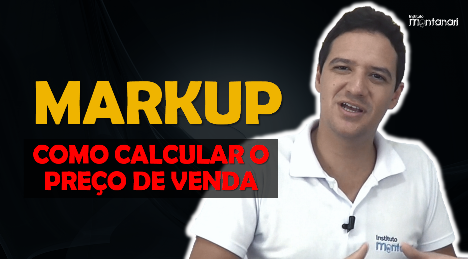 Instituto
montanari
MARKUP
COMO CALCULAR O
PREÇO DE VENDA
Instituto